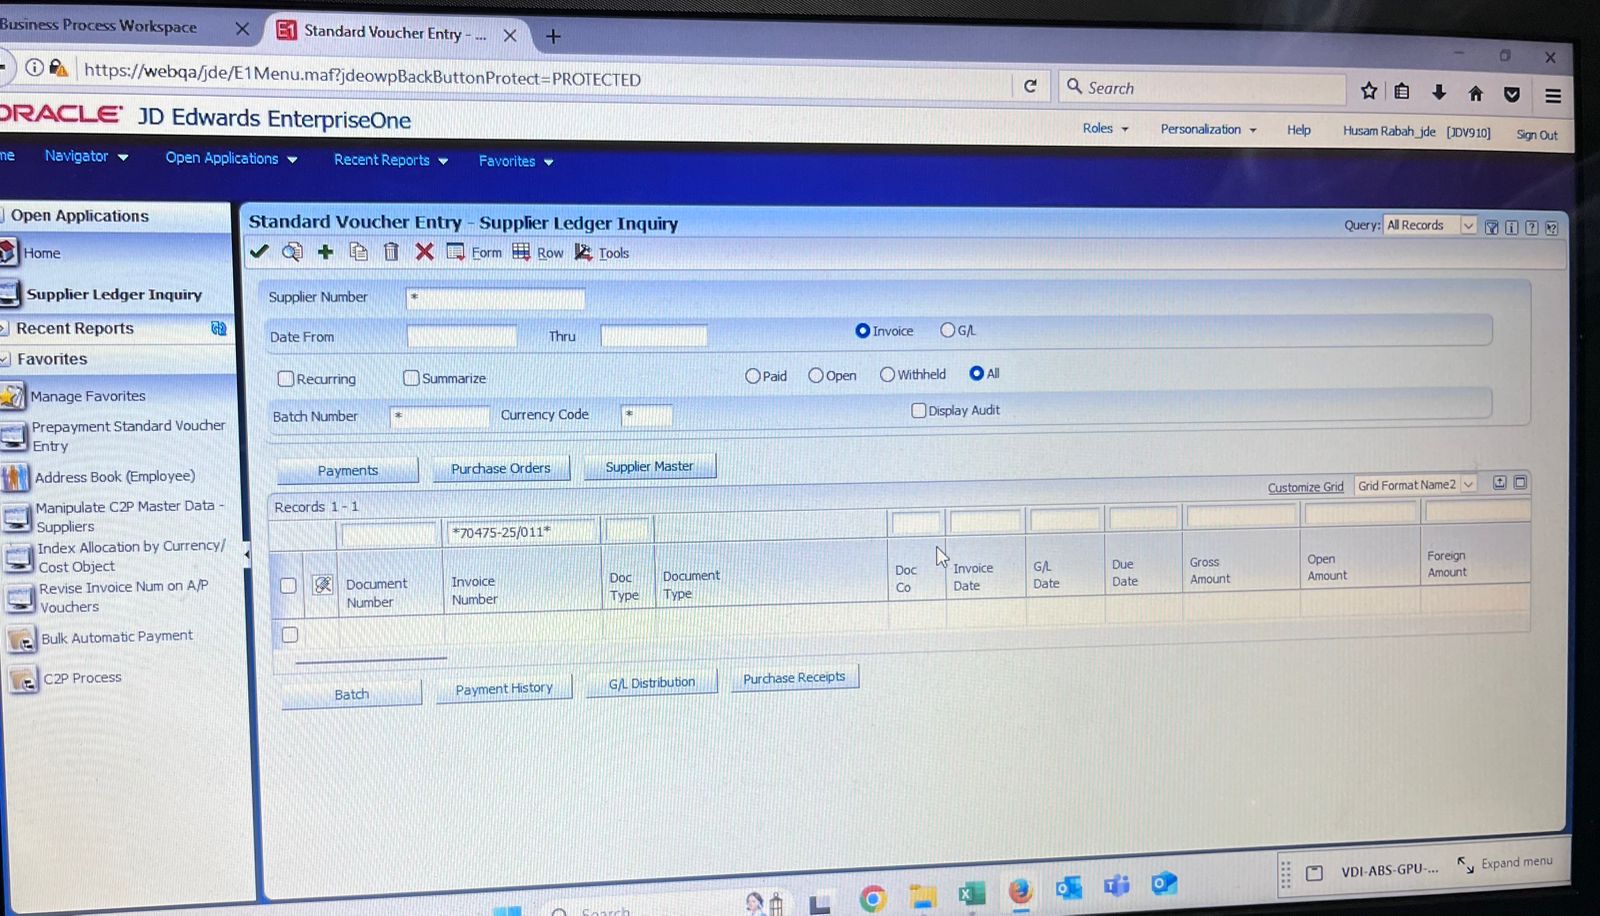 Business Process Workspace
E1 Standard Voucher Entry - ...
https://webqa/jde/E1Menu.maf?jdeowpBackButtonProtect=PROTECTED
Search
ORACLE JD Edwards EnterpriseOne
Roles Personalization Help Husam Rabah_jde [JDV910] Sign Out
Navigator Open Applications Recent Reports Favorites
Open Applications
Home
Supplier Ledger Inquiry
Recent Reports
Favorites
Manage Favorites
Prepayment Standard Voucher
Entry
Address Book (Employee)
Manipulate C2P Master Data -
Suppliers
Index Allocation by Currency/
Cost Object
Revise Invoice Num on A/P
Vouchers
Bulk Automatic Payment
C2P Process
Standard Voucher Entry - Supplier Ledger Inquiry
Query: All Records
Form Row Tools
Supplier Number *
Date From Thru Invoice G/L
Recurring Summarize Paid Open Withheld All
Batch Number * Currency Code * Display Audit
Payments Purchase Orders Supplier Master
Records 1 - 1
Customize Grid Grid Format Name2
*70475-25/011*
Document Number Invoice Number Doc Type Document Type Doc Co Invoice Date G/L Date Due Date Gross Amount Open Amount Foreign Amount
Batch Payment History G/L Distribution Purchase Receipts
VDI-ABS-GPU-... Expand menu
Search